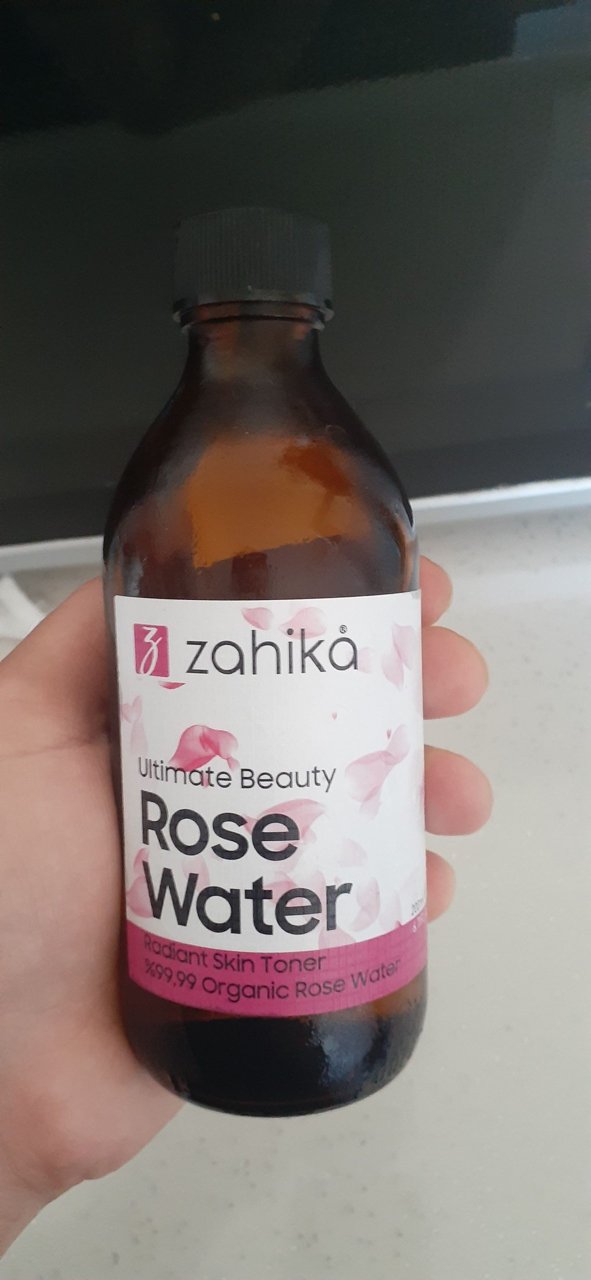 zahika®
Ultimate Beauty
Rose
Water
Radiant Skin Toner
%99,99 Organic Rose Water